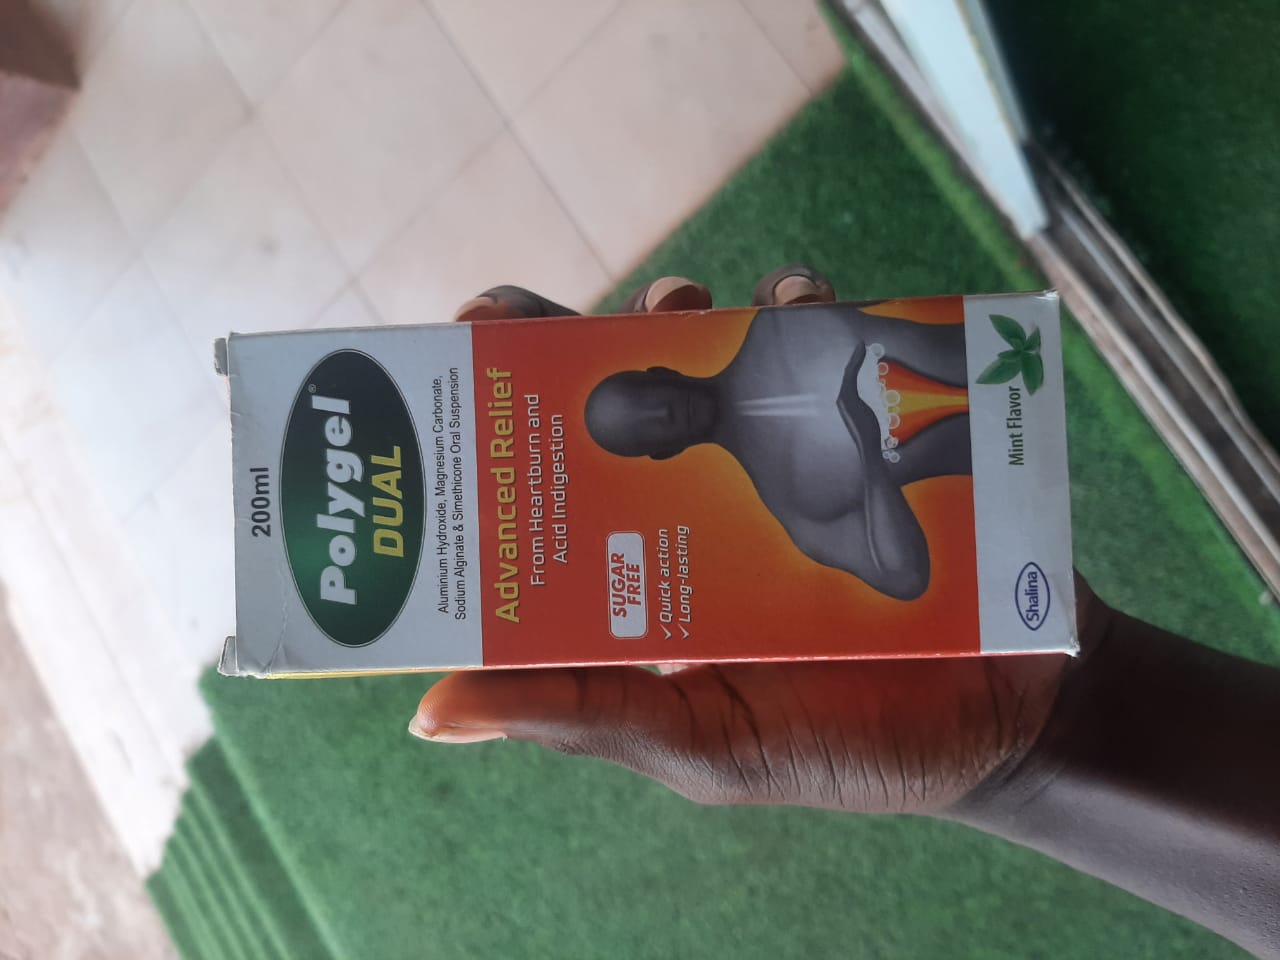 200ml
Polygel®
DUAL
Aluminium Hydroxide, Magnesium Carbonate,
Sodium Alginate & Simethicone Oral Suspension
Advanced Relief
From Heartburn and
Acid Indigestion
SUGAR
FREE
✓ Quick action
✓ Long-lasting
Shalina
Mint Flavor